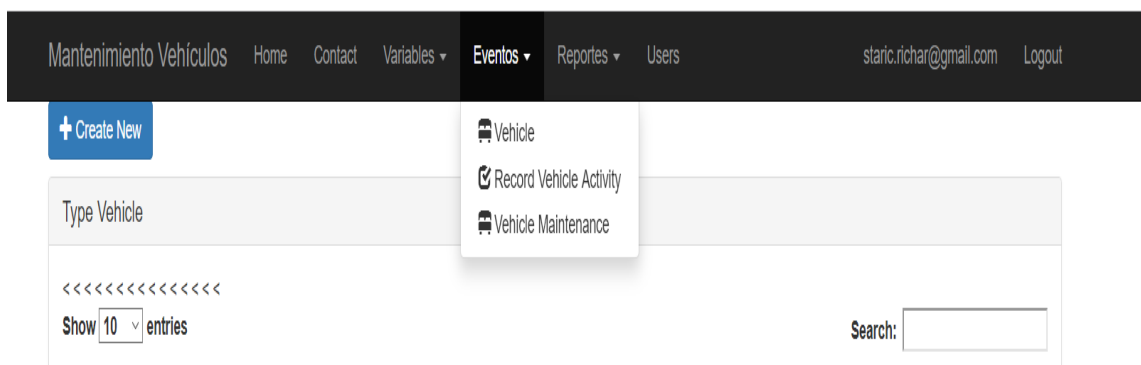 Mantenimiento Vehículos Home Contact Variables Eventos Reportes Users staric.richar@gmail.com Logout
+ Create New
Vehicle
Record Vehicle Activity
Vehicle Maintenance
Type Vehicle
< < < < < < < < < < < < < < <
Show 10 entries
Search: